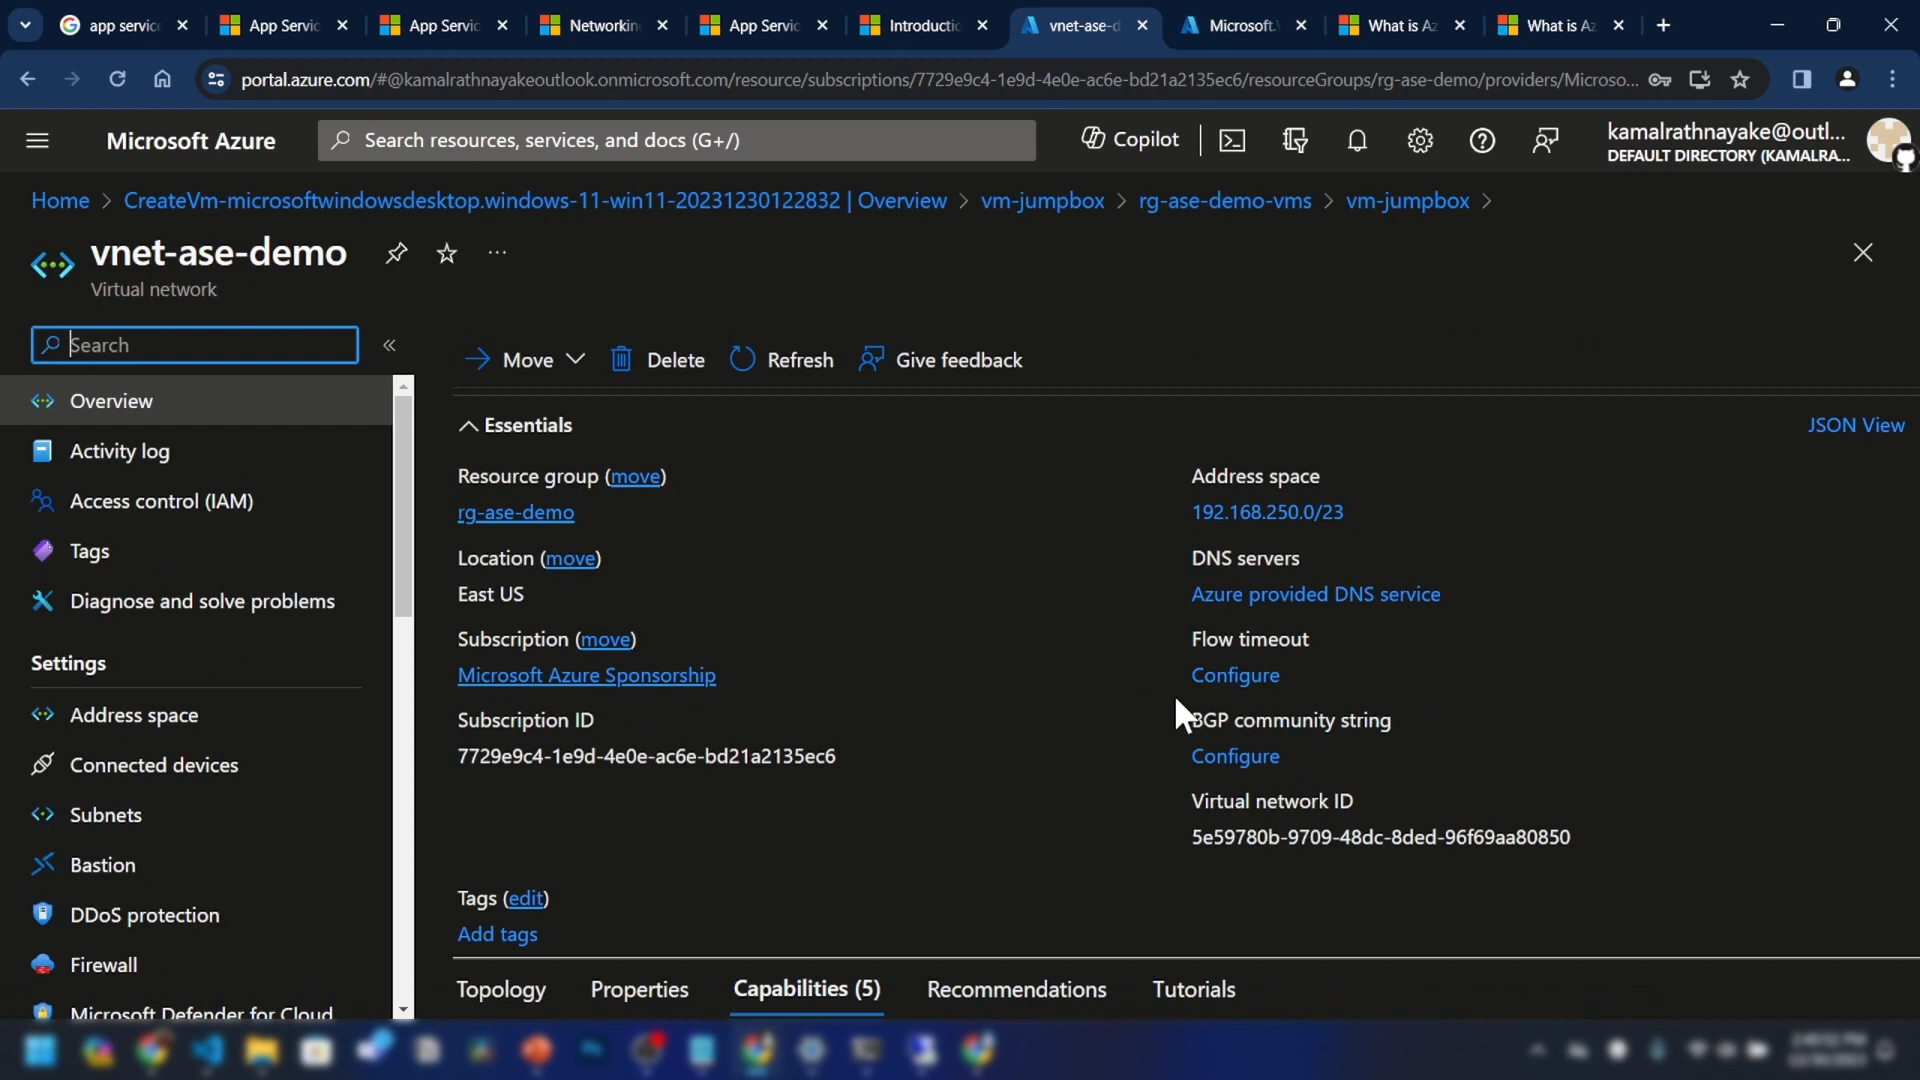 app service
App Servic
App Servic
Networkin
App Servic
Introductio
vnet-ase-d
Microsoft.
What is Az
What is Az
portal.azure.com/#@kamalrathnayakeoutlook.onmicrosoft.com/resource/subscriptions/7729e9c4-1e9d-4e0e-ac6e-bd21a2135ec6/resourceGroups/rg-ase-demo/providers/Microso...
Microsoft Azure
Search resources, services, and docs (G+/)
Copilot
kamalrathnayake@outl...
DEFAULT DIRECTORY (KAMALRA...
Home > CreateVm-microsoftwindowsdesktop.windows-11-win11-20231230122832 | Overview > vm-jumpbox > rg-ase-demo-vms > vm-jumpbox >
vnet-ase-demo
Virtual network
Search
Overview
Activity log
Access control (IAM)
Tags
Diagnose and solve problems
Settings
Address space
Connected devices
Subnets
Bastion
DDoS protection
Firewall
Microsoft Defender for Cloud
Move
Delete
Refresh
Give feedback
Essentials
JSON View
Resource group (move)
rg-ase-demo
Location (move)
East US
Subscription (move)
Microsoft Azure Sponsorship
Subscription ID
7729e9c4-1e9d-4e0e-ac6e-bd21a2135ec6
Address space
192.168.250.0/23
DNS servers
Azure provided DNS service
Flow timeout
Configure
BGP community string
Configure
Virtual network ID
5e59780b-9709-48dc-8ded-96f69aa80850
Tags (edit)
Add tags
Topology
Properties
Capabilities (5)
Recommendations
Tutorials